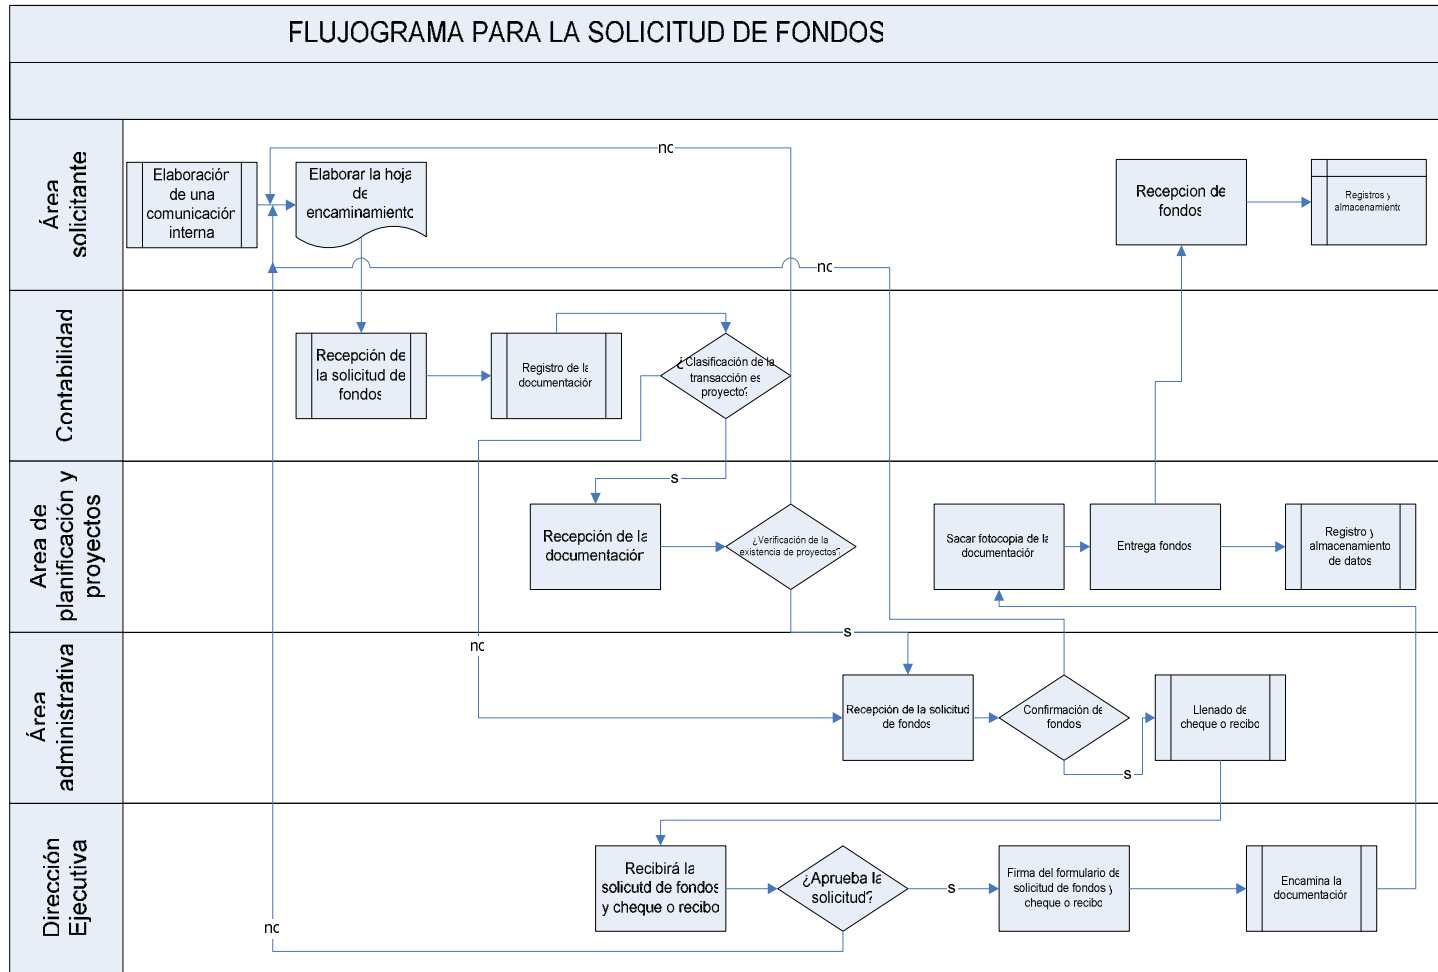 FLUJOGRAMA PARA LA SOLICITUD DE FONDOS
Área
solicitante
Elaboración
de una
comunicación
interna
Elaborar la hoja
de
encaminamiento
no
Recepcion de
fondos
Registros y
almacenamiento
no
Contabilidad
Recepción de
la solicitud de
fondos
Registro de la
documentación
¿Clasificación de la
transacción es
proyecto?
Area de
planificación y
proyectos
s
Recepción de la
documentación
¿Verificación de la
existencia de proyectos?
Sacar fotocopia de la
documentación
Entrega fondos
Registro y
almacenamiento
de datos
Área
administrativa
no
s
Recepción de la solicitud
de fondos
Confirmación de
fondos
s
Llenado de
cheque o recibo
Dirección
Ejecutiva
Recibirá la
solicutd de fondos
y cheque o recibo
¿Aprueba la
solicitud?
s
Firma del formulario de
solicitud de fondos y
cheque o recibo
Encamina la
documentación
no